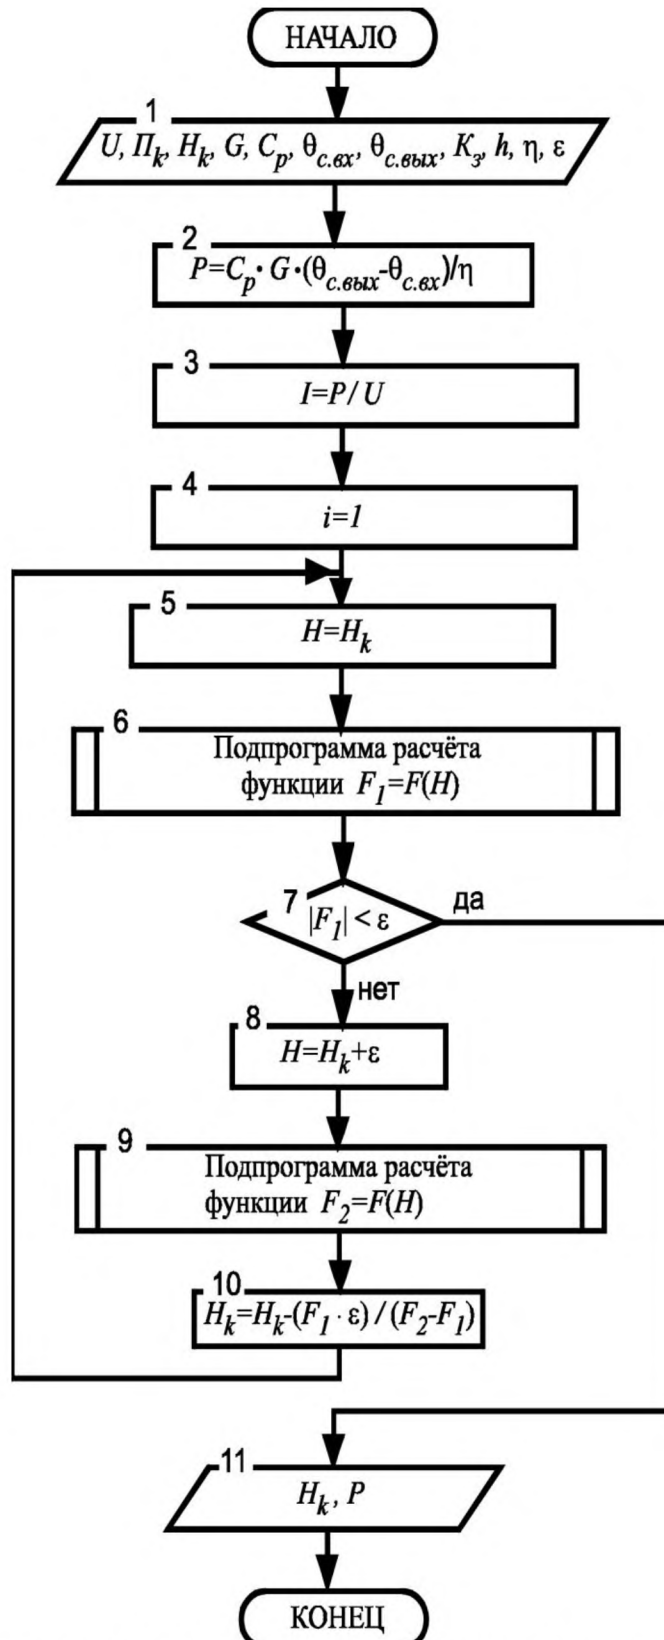 НАЧАЛО
1
U, Π_k, H_k, G, C_p, θ_с.вх, θ_с.вых, K_з, h, η, ε
2
P=C_p· G·(θ_с.вых-θ_с.вх)/η
3
I=P/ U
4
i=1
5
H=H_k
6
Подпрограмма расчёта
функции F_1=F(H)
7
|F_1| < ε
да
нет
8
H=H_k+ε
9
Подпрограмма расчёта
функции F_2=F(H)
10
H_k=H_k-(F_1 · ε) / (F_2-F_1)
11
H_k, P
КОНЕЦ